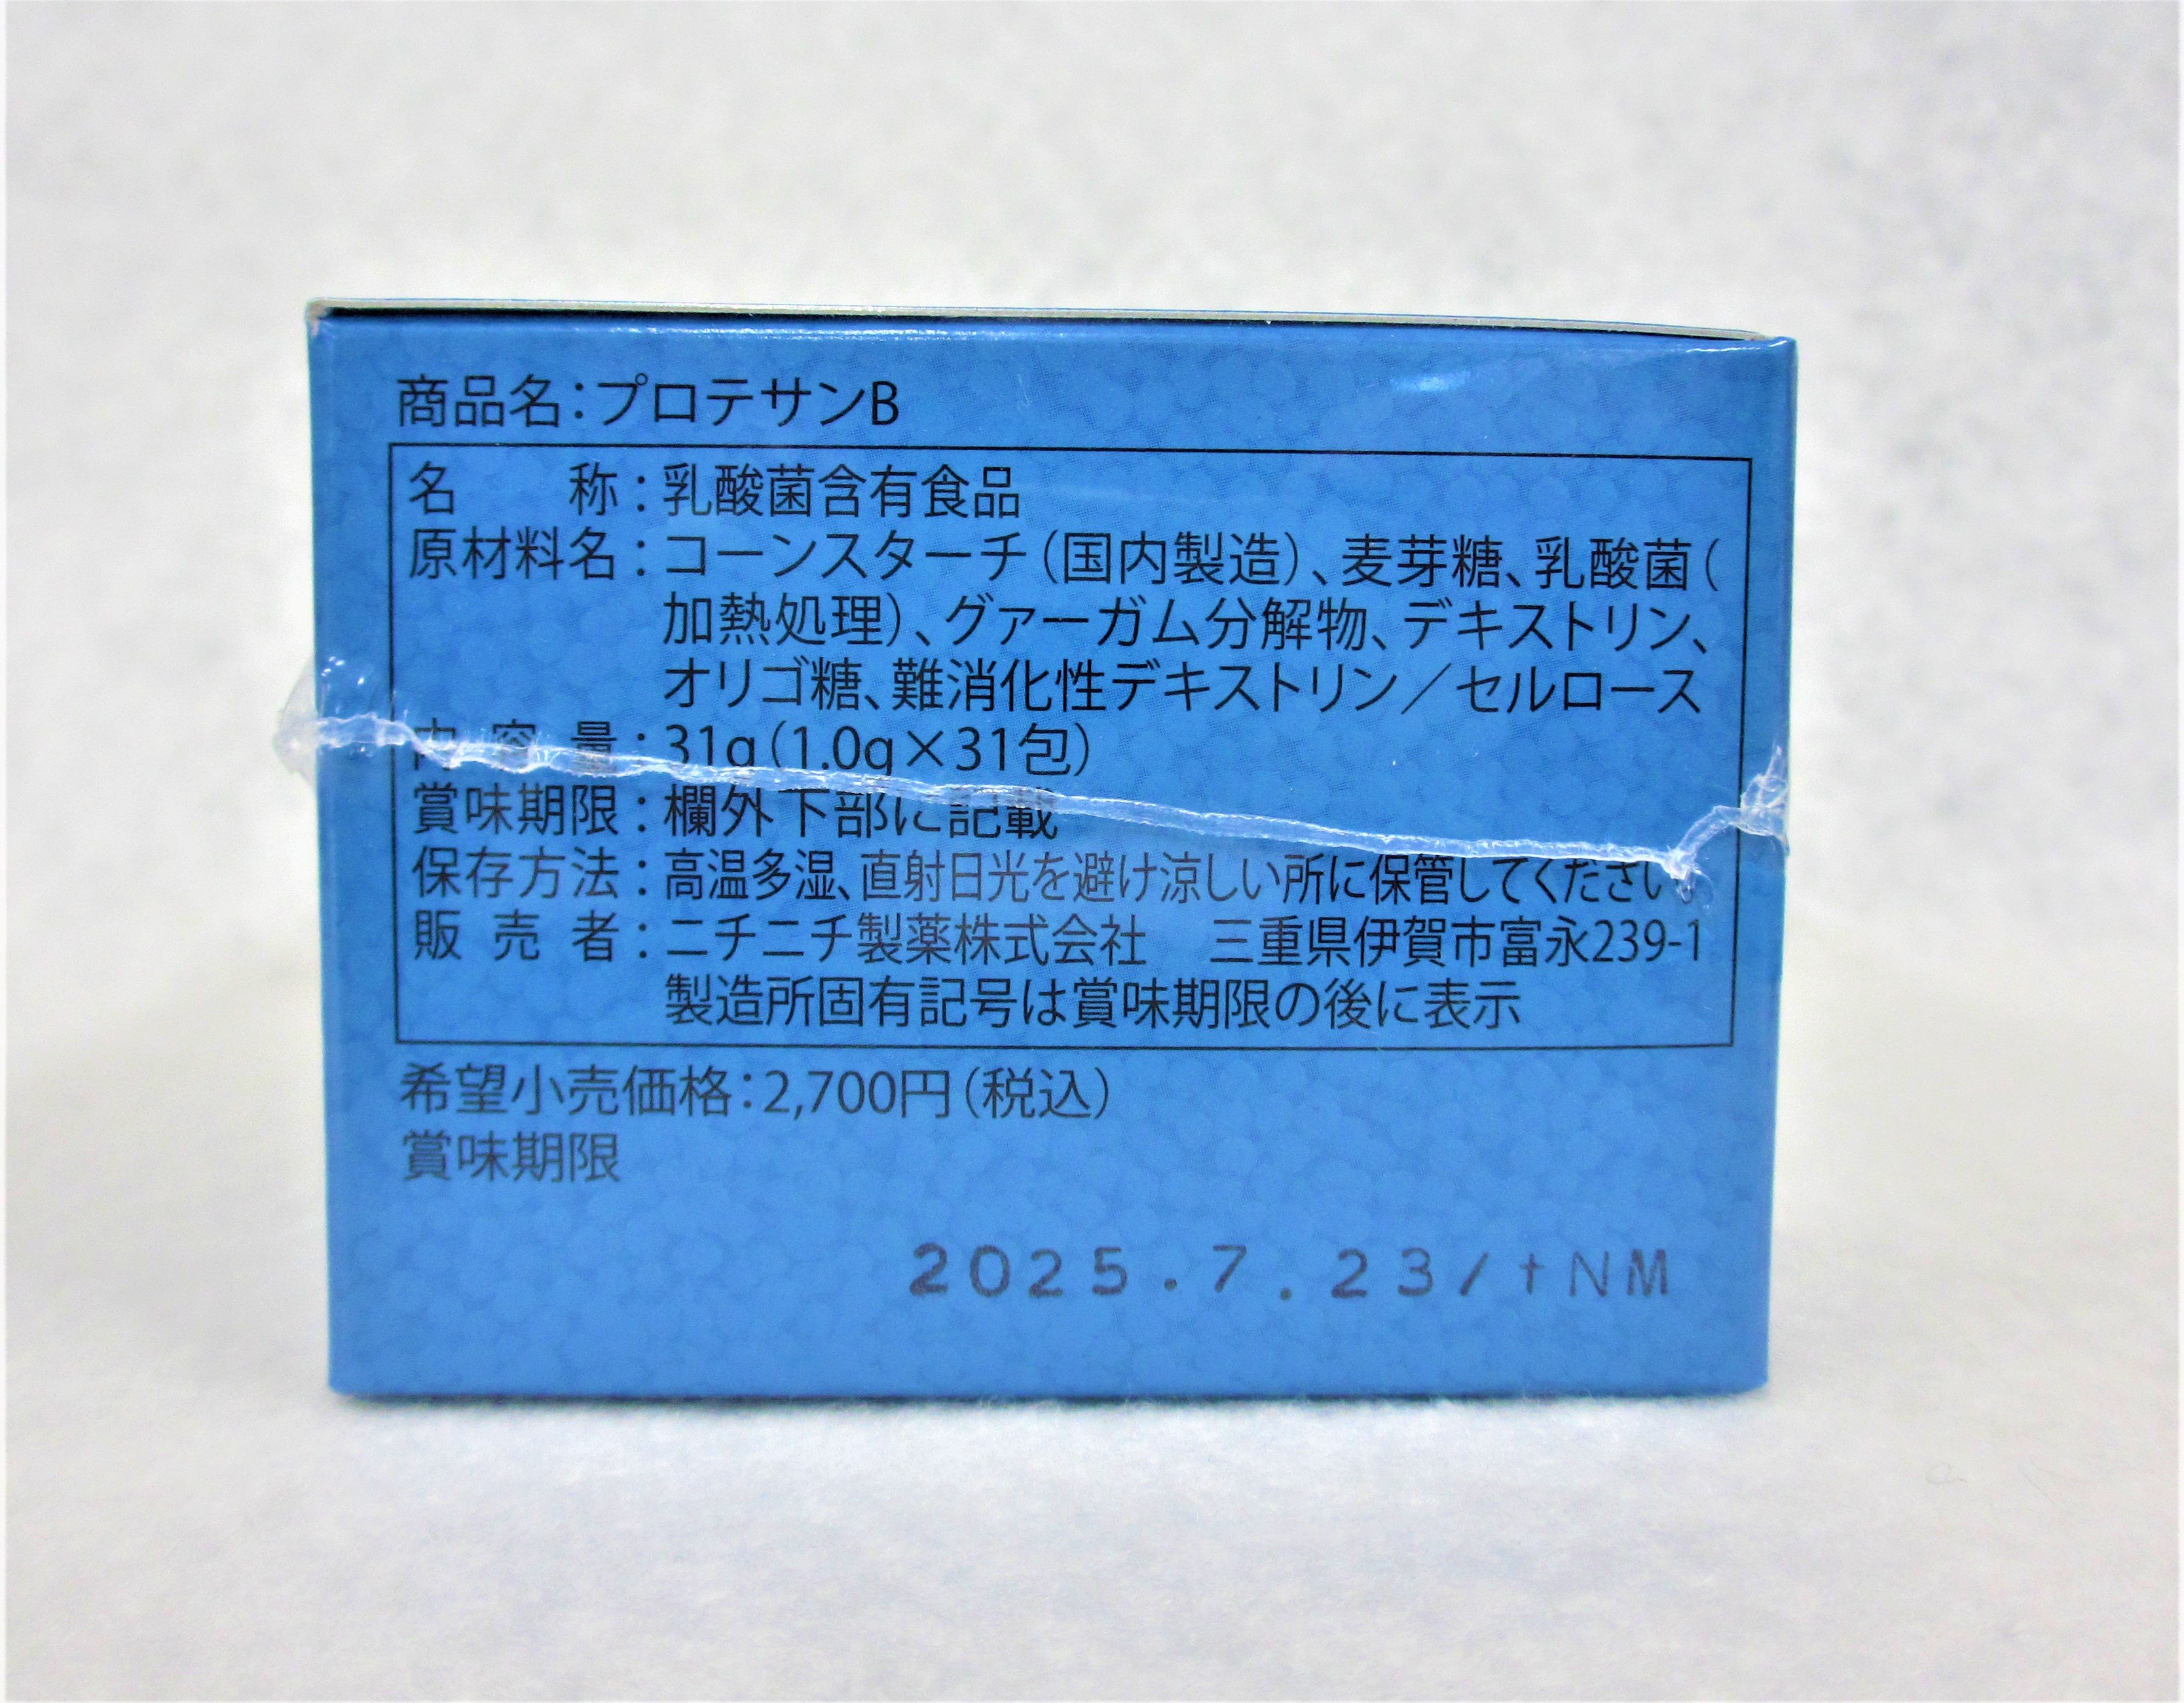 商品名：プロテサンB
名　　称：乳酸菌含有食品
原材料名：コーンスターチ（国内製造）、麦芽糖、乳酸菌（
加熱処理）、グァーガム分解物、デキストリン、
オリゴ糖、難消化性デキストリン／セルロース
内 容 量：31g（1.0g×31包）
賞味期限：欄外下部に記載
保存方法：高温多湿、直射日光を避け涼しい所に保管してください。
販 売 者：ニチニチ製薬株式会社　三重県伊賀市富永239-1
製造所固有記号は賞味期限の後に表示
希望小売価格：2,700円（税込）
賞味期限
2025.7.23/+NM